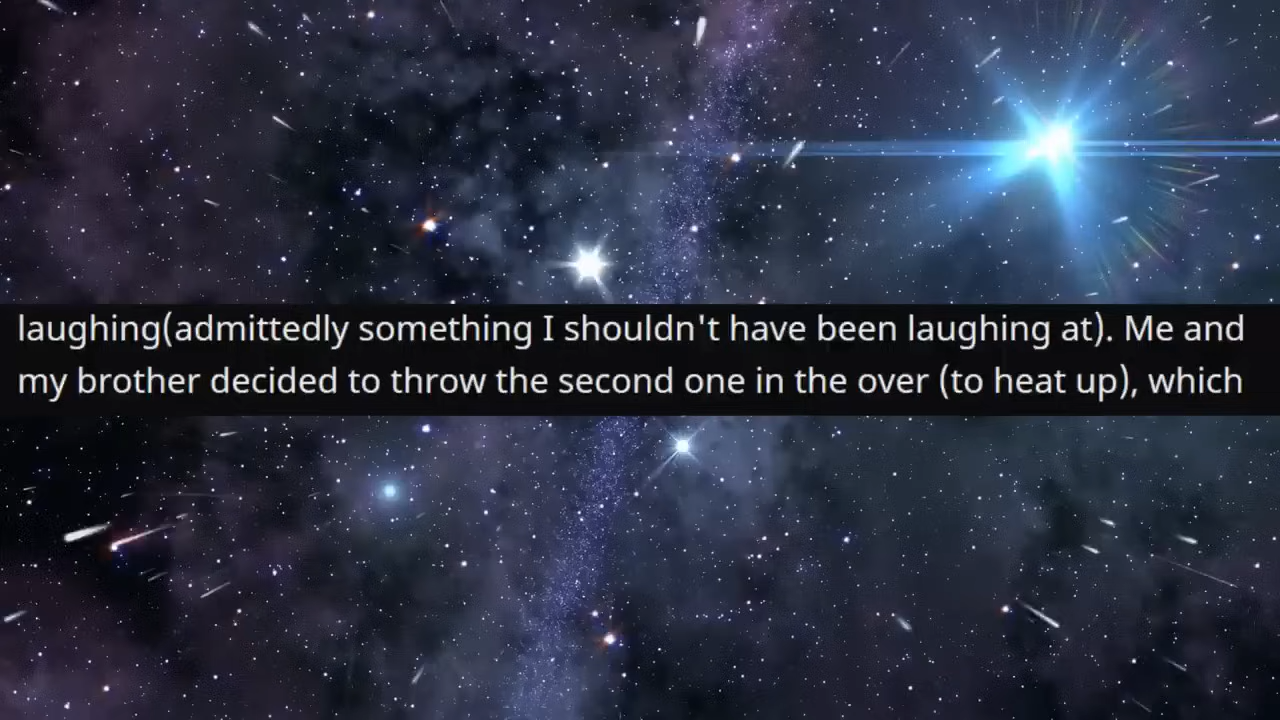 laughing(admittedly something I shouldn't have been laughing at). Me and
my brother decided to throw the second one in the over (to heat up), which